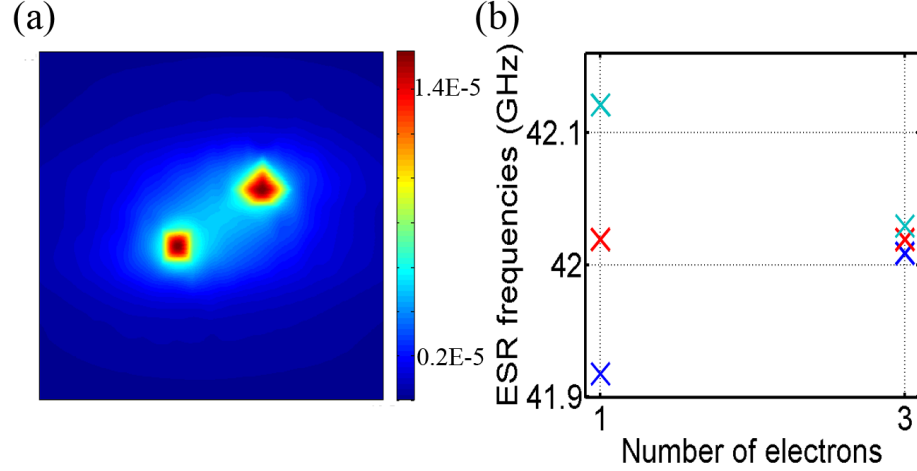 (a)
1.4E-5
0.2E-5
(b)
ESR frequencies (GHz)
42.1
42
41.9
1
3
Number of electrons